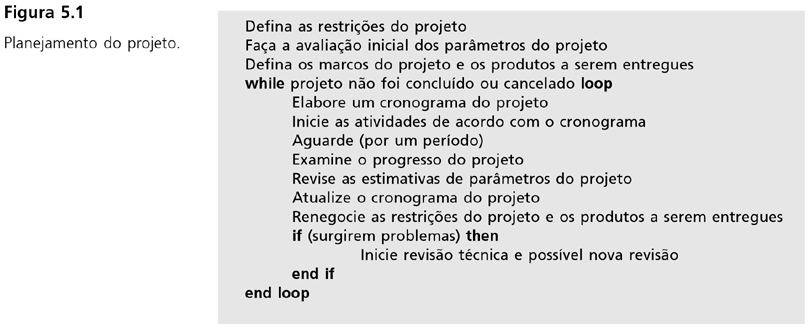 Figura 5.1
Planejamento do projeto.
Defina as restrições do projeto
Faça a avaliação inicial dos parâmetros do projeto
Defina os marcos do projeto e os produtos a serem entregues
while projeto não foi concluído ou cancelado loop
Elabore um cronograma do projeto
Inicie as atividades de acordo com o cronograma
Aguarde (por um período)
Examine o progresso do projeto
Revise as estimativas de parâmetros do projeto
Atualize o cronograma do projeto
Renegocie as restrições do projeto e os produtos a serem entregues
if (surgirem problemas) then
Inicie revisão técnica e possível nova revisão
end if
end loop